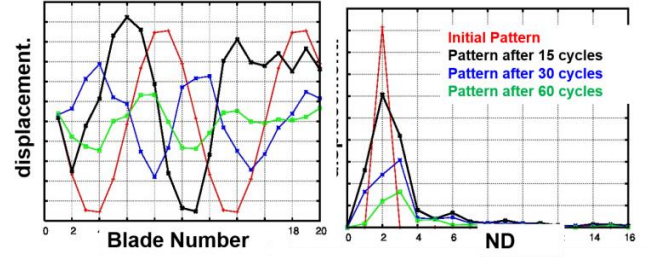 Initial Pattern
Pattern after 15 cycles
Pattern after 30 cycles
Pattern after 60 cycles
displacement.
0 2 18 20
Blade Number
0 2 4 6 14 16
ND